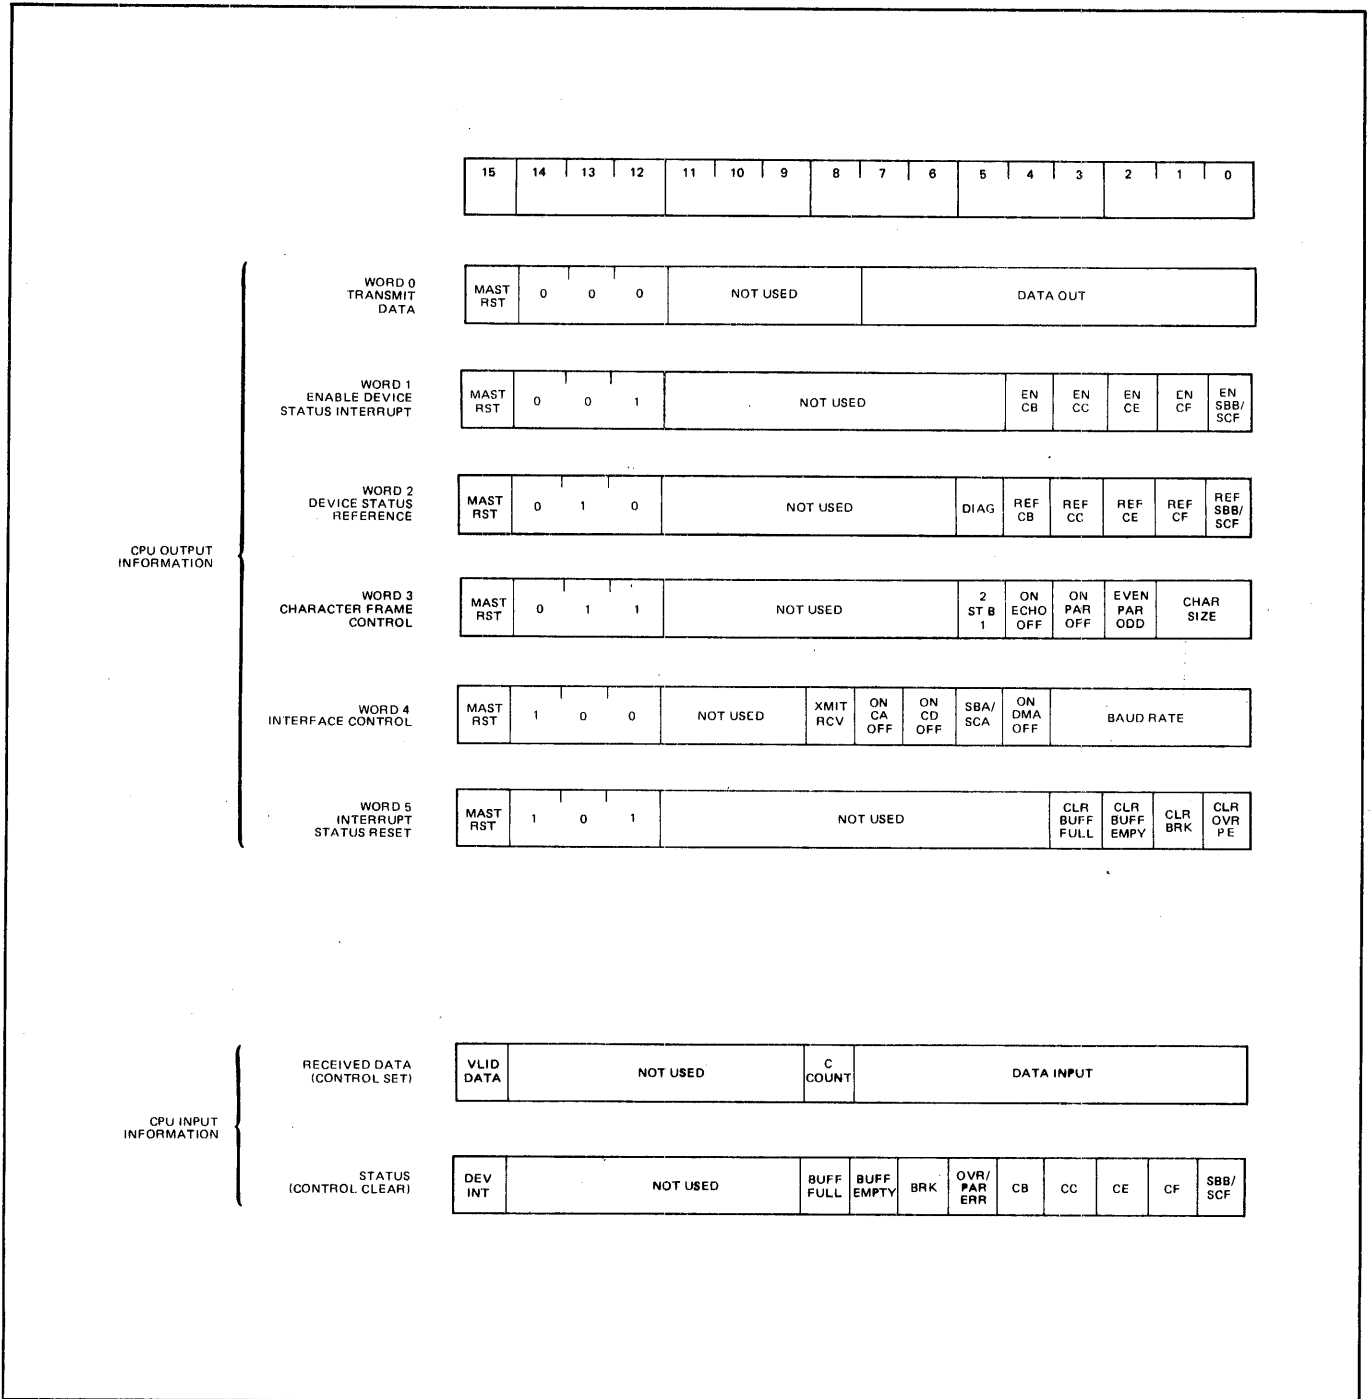 15 14 13 12 11 10 9 8 7 6 5 4 3 2 1 0
CPU OUTPUT
INFORMATION
WORD 0
TRANSMIT
DATA
MAST
RST
0 0 0
NOT USED
DATA OUT
WORD 1
ENABLE DEVICE
STATUS INTERRUPT
MAST
RST
0 0 1
NOT USED
EN
CB
EN
CC
EN
CE
EN
CF
EN
SBB/
SCF
WORD 2
DEVICE STATUS
REFERENCE
MAST
RST
0 1 0
NOT USED
DIAG
REF
CB
REF
CC
REF
CE
REF
CF
REF
SBB/
SCF
WORD 3
CHARACTER FRAME
CONTROL
MAST
RST
0 1 1
NOT USED
2
ST B
1
ON
ECHO
OFF
ON
PAR
OFF
EVEN
PAR
ODD
CHAR
SIZE
WORD 4
INTERFACE CONTROL
MAST
RST
1 0 0
NOT USED
XMIT
RCV
ON
CA
OFF
ON
CD
OFF
SBA/
SCA
ON
DMA
OFF
BAUD RATE
WORD 5
INTERRUPT
STATUS RESET
MAST
RST
1 0 1
NOT USED
CLR
BUFF
FULL
CLR
BUFF
EMPY
CLR
BRK
CLR
OVR
PE
CPU INPUT
INFORMATION
RECEIVED DATA
(CONTROL SET)
VLID
DATA
NOT USED
C
COUNT
DATA INPUT
STATUS
(CONTROL CLEAR)
DEV
INT
NOT USED
BUFF
FULL
BUFF
EMPTY
BRK
OVR/
PAR
ERR
CB
CC
CE
CF
SBB/
SCF